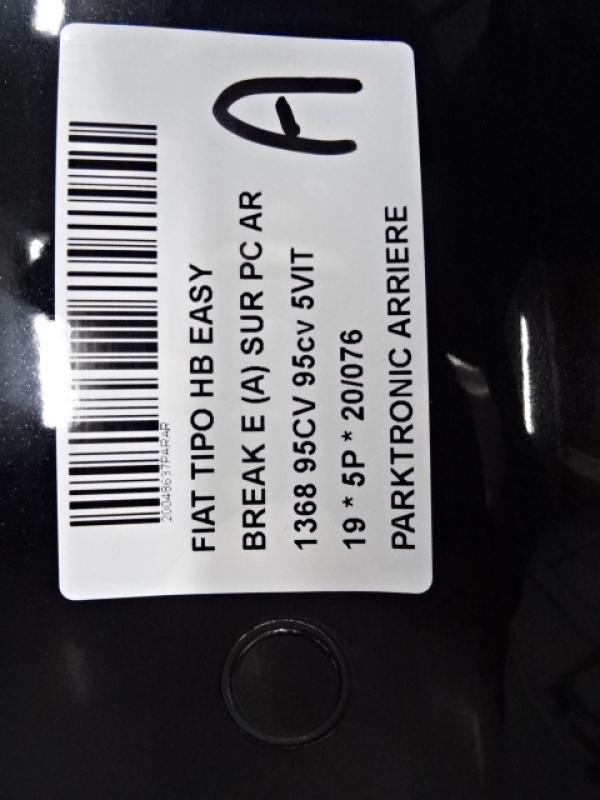 A
20048637PARAR
FIAT TIPO HB EASY
BREAK E (A) SUR PC AR
1368 95CV 95cv 5VIT
19 * 5P * 20/076
PARKTRONIC ARRIERE